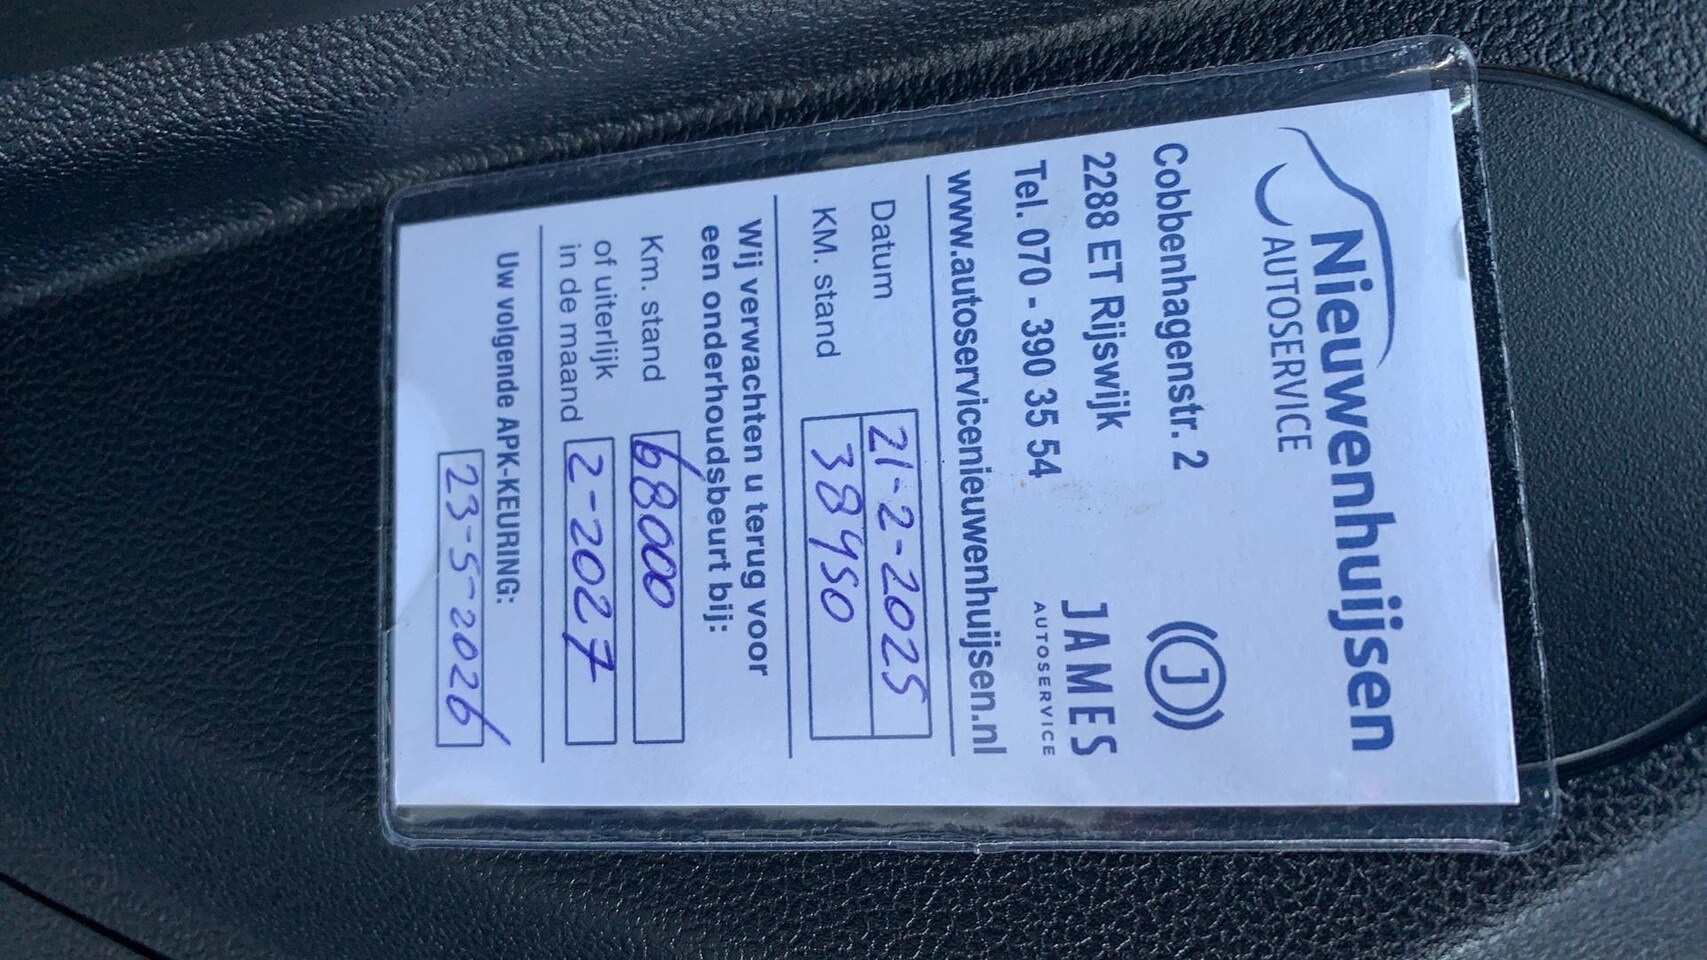 Nieuwenhuijsen
AUTOSERVICE
Cobbenhagenstr. 2
2288 ET Rijswijk
Tel. 070 - 390 35 54
J
JAMES
AUTOSERVICE
www.autoservicenieuwenhuijsen.nl
Datum 21-2-2025
KM. stand 38450
Wij verwachten u terug voor
een onderhoudsbeurt bij:
Km. stand 68000
of uiterlijk
in de maand 2-2027
Uw volgende APK-KEURING:
23-5-2026